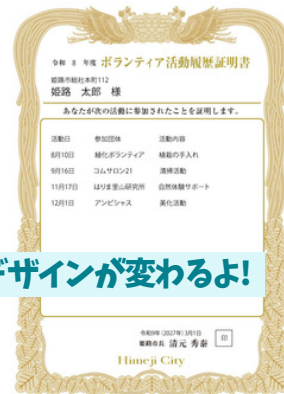 令和 8 年度 ボランティア活動履歴証明書
姫路市総社本町112
姫路 太郎 様
あなたが次の活動に参加されたことを証明します。
活動日 参加団体 活動内容
8月10日 緑化ボランティア 植栽の手入れ
9月16日 コムサロン21 清掃活動
11月17日 はりま里山研究所 自然体験サポート
12月1日 アンビシャス 美化活動
デザインが変わるよ!
令和9年(2027年)3月1日
姫路市長 清元 秀泰 印
Himeji City